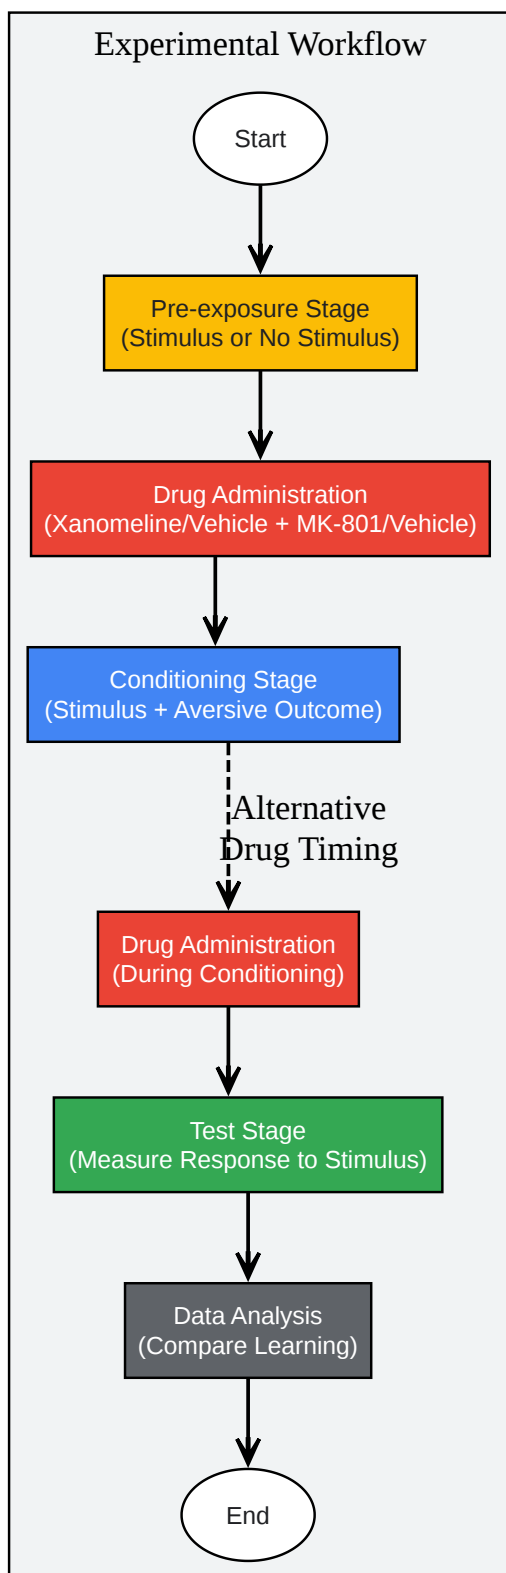 Experimental Workflow
Start
Pre-exposure Stage
(Stimulus or No Stimulus)
Drug Administration
(Xanomeline/Vehicle + MK-801/Vehicle)
Conditioning Stage
(Stimulus + Aversive Outcome)
Alternative
Drug Timing
Drug Administration
(During Conditioning)
Test Stage
(Measure Response to Stimulus)
Data Analysis
(Compare Learning)
End